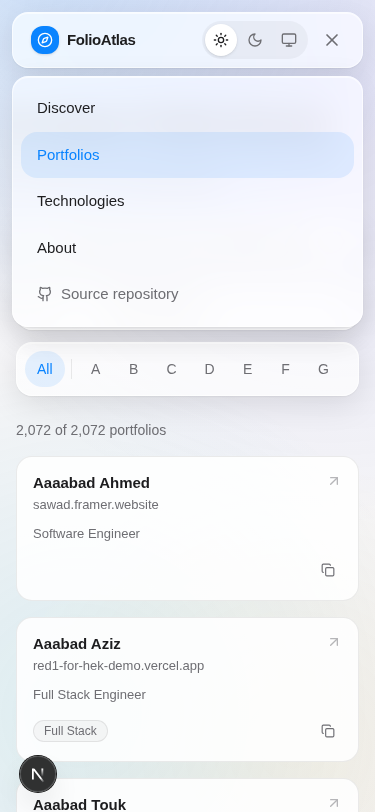 FolioAtlas
Discover
Portfolios
Technologies
About
Source repository
All A B C D E F G
2,072 of 2,072 portfolios
Aaabad Ahmed
sawad.framer.website
Software Engineer
Aaabad Aziz
red1-for-hek-demo.vercel.app
Full Stack Engineer
Full Stack
N
Aaabad Touk